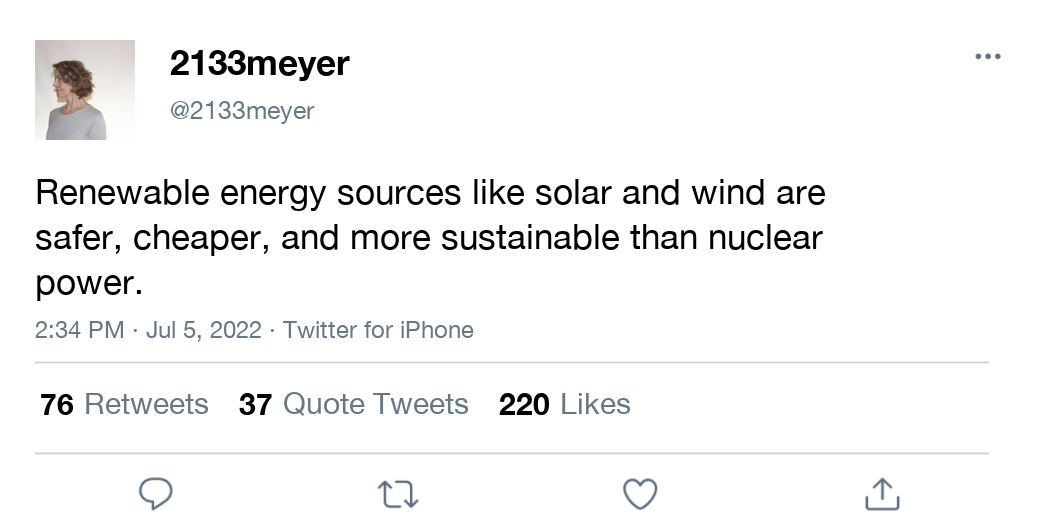 2133meyer
@2133meyer
Renewable energy sources like solar and wind are
safer, cheaper, and more sustainable than nuclear
power.
2:34 PM · Jul 5, 2022 · Twitter for iPhone
76 Retweets 37 Quote Tweets 220 Likes